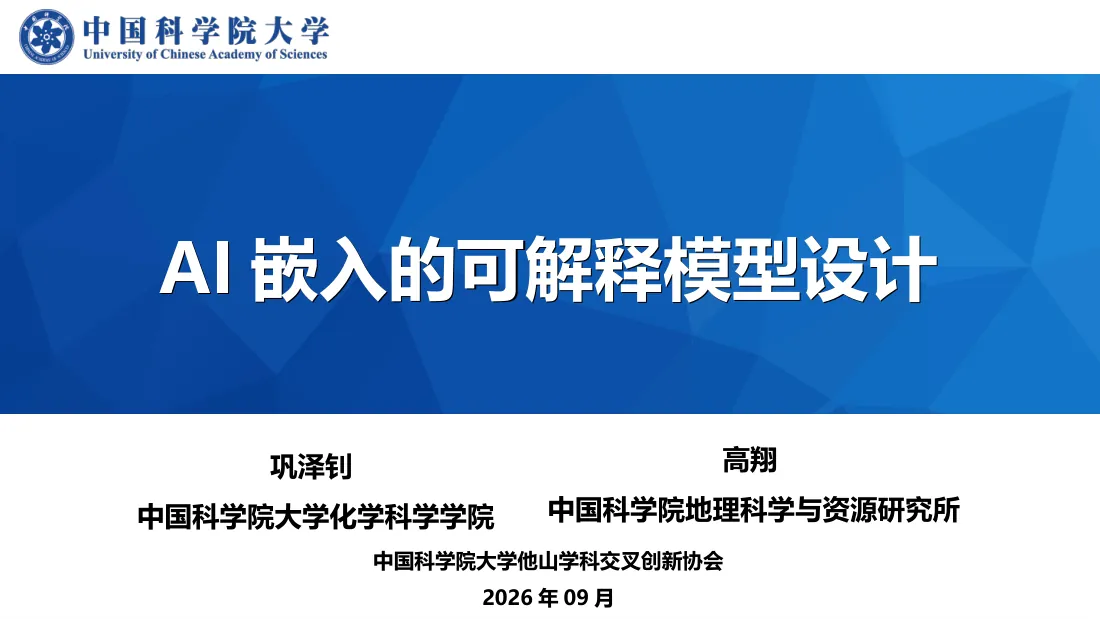 中国科学院大学
University of Chinese Academy of Sciences
AI 嵌入的可解释模型设计
巩泽钊
中国科学院大学化学科学学院
高翔
中国科学院地理科学与资源研究所
中国科学院大学他山学科交叉创新协会
2026 年 09 月